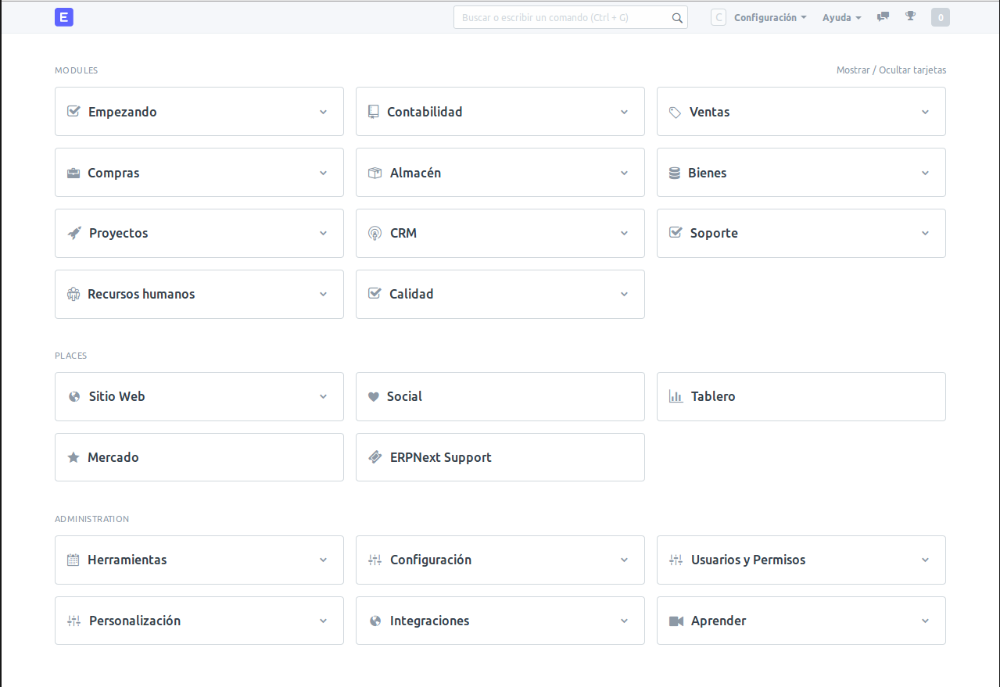 E
Buscar o escribir un comando (Ctrl + G)
C Configuración
Ayuda
0
MODULES
Mostrar / Ocultar tarjetas
Empezando
Contabilidad
Ventas
Compras
Almacén
Bienes
Proyectos
CRM
Soporte
Recursos humanos
Calidad
PLACES
Sitio Web
Social
Tablero
Mercado
ERPNext Support
ADMINISTRATION
Herramientas
Configuración
Usuarios y Permisos
Personalización
Integraciones
Aprender